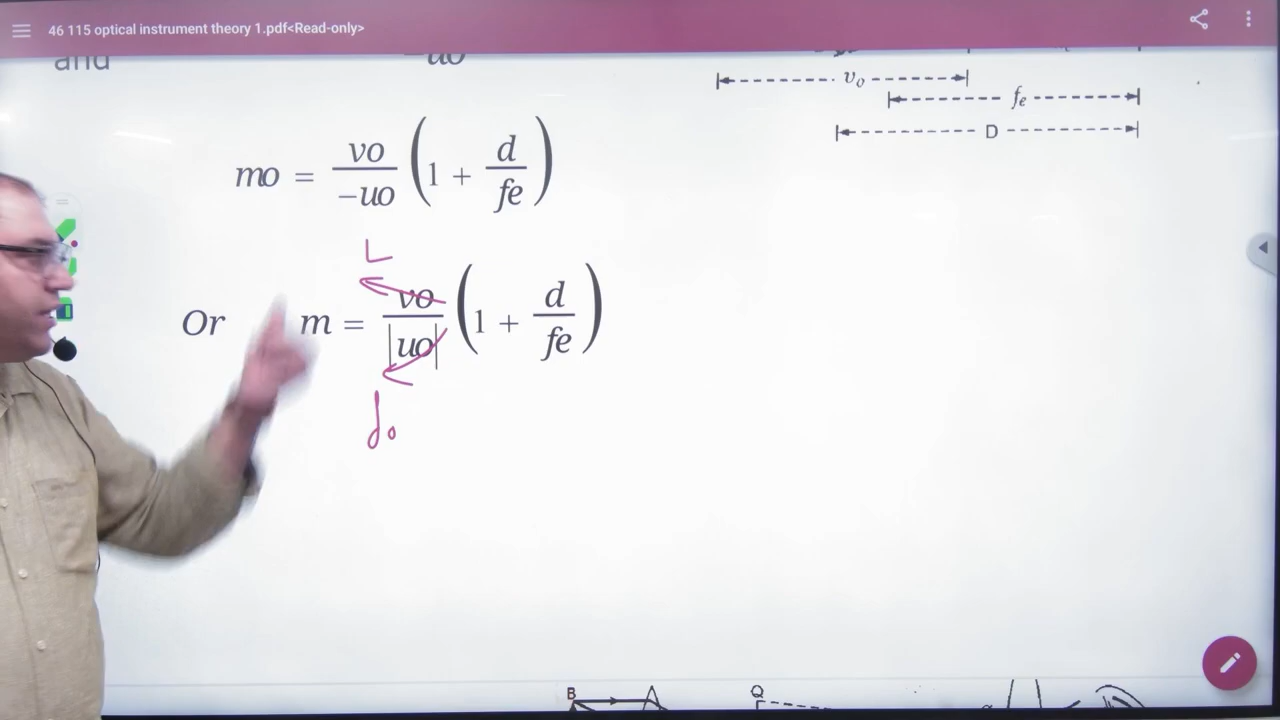 46 115 optical instrument theory 1.pdf<Read-only>
and
uo
vo
fe
D
mo = vo/-uo (1 + d/fe)
L
Or m = vo/|uo| (1 + d/fe)
fo
B
Q